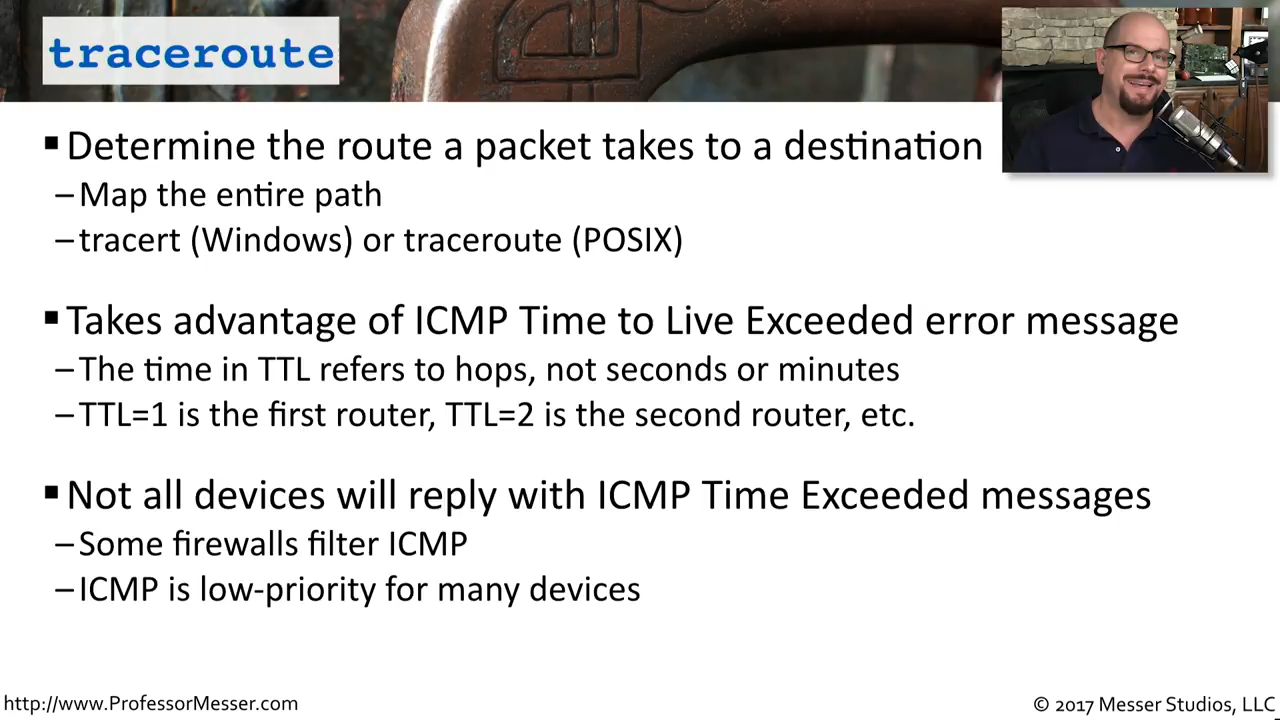 traceroute
▪ Determine the route a packet takes to a destination
– Map the entire path
– tracert (Windows) or traceroute (POSIX)
▪ Takes advantage of ICMP Time to Live Exceeded error message
– The time in TTL refers to hops, not seconds or minutes
– TTL=1 is the first router, TTL=2 is the second router, etc.
▪ Not all devices will reply with ICMP Time Exceeded messages
– Some firewalls filter ICMP
– ICMP is low-priority for many devices
http://www.ProfessorMesser.com
© 2017 Messer Studios, LLC